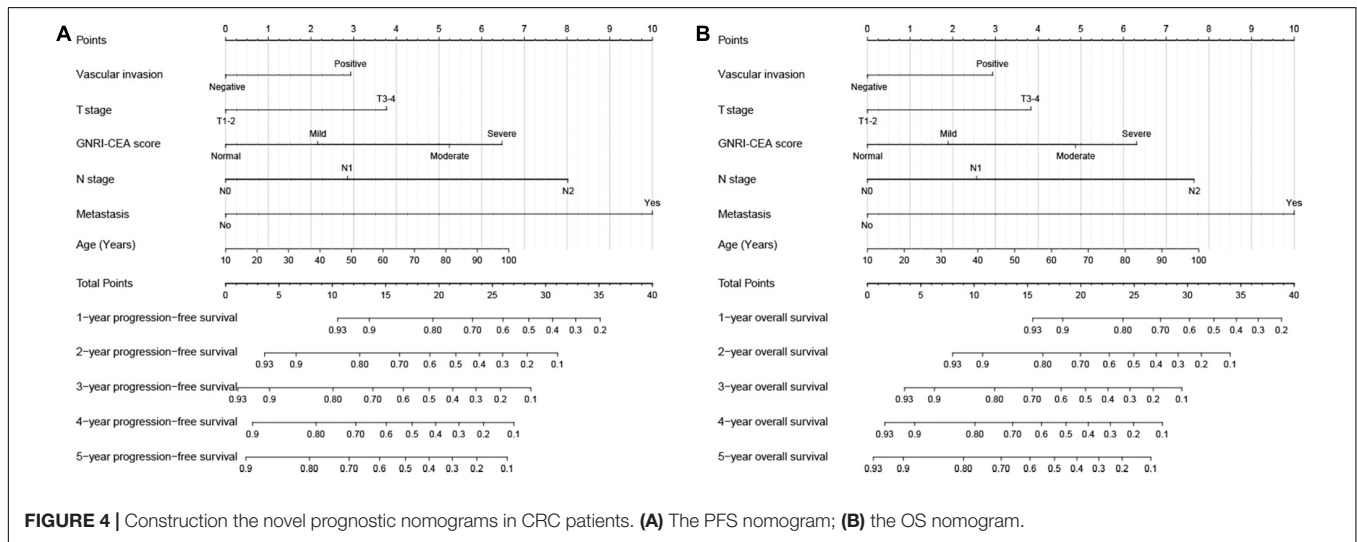 A
Points
0 1 2 3 4 5 6 7 8 9 10
Vascular invasion
Positive
Negative
T stage
T3-4
T1-2
GNRI-CEA score
Mild Severe
Normal Moderate
N stage
N1
N0 N2
Metastasis
Yes
No
Age (Years)
10 20 30 40 50 60 70 80 90 100
Total Points
0 5 10 15 20 25 30 35 40
1-year progression-free survival
0.93 0.9 0.80 0.70 0.6 0.5 0.4 0.3 0.2
2-year progression-free survival
0.93 0.9 0.80 0.70 0.6 0.5 0.4 0.3 0.2 0.1
3-year progression-free survival
0.93 0.9 0.80 0.70 0.6 0.5 0.4 0.3 0.2 0.1
4-year progression-free survival
0.9 0.80 0.70 0.6 0.5 0.4 0.3 0.2 0.1
5-year progression-free survival
0.9 0.80 0.70 0.6 0.5 0.4 0.3 0.2 0.1
B
Points
0 1 2 3 4 5 6 7 8 9 10
Vascular invasion
Positive
Negative
T stage
T3-4
T1-2
GNRI-CEA score
Mild Severe
Normal Moderate
N stage
N1
N0 N2
Metastasis
Yes
No
Age (Years)
10 20 30 40 50 60 70 80 90 100
Total Points
0 5 10 15 20 25 30 35 40
1-year overall survival
0.93 0.9 0.80 0.70 0.6 0.5 0.4 0.3 0.2
2-year overall survival
0.93 0.9 0.80 0.70 0.6 0.5 0.4 0.3 0.2 0.1
3-year overall survival
0.93 0.9 0.80 0.70 0.6 0.5 0.4 0.3 0.2 0.1
4-year overall survival
0.93 0.9 0.80 0.70 0.6 0.5 0.4 0.3 0.2 0.1
5-year overall survival
0.93 0.9 0.80 0.70 0.6 0.5 0.4 0.3 0.2 0.1
FIGURE 4 | Construction the novel prognostic nomograms in CRC patients. (A) The PFS nomogram; (B) the OS nomogram.